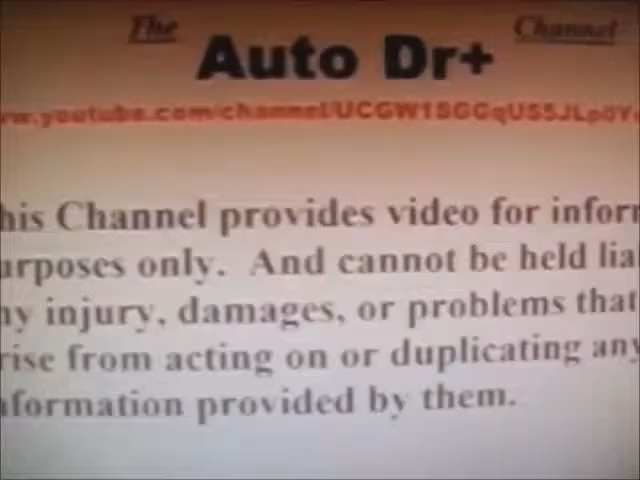 The Auto Dr+ Channel
his Channel provides video for inform
urposes only. And cannot be held lia
ny injury, damages, or problems that
rise from acting on or duplicating any
nformation provided by them.